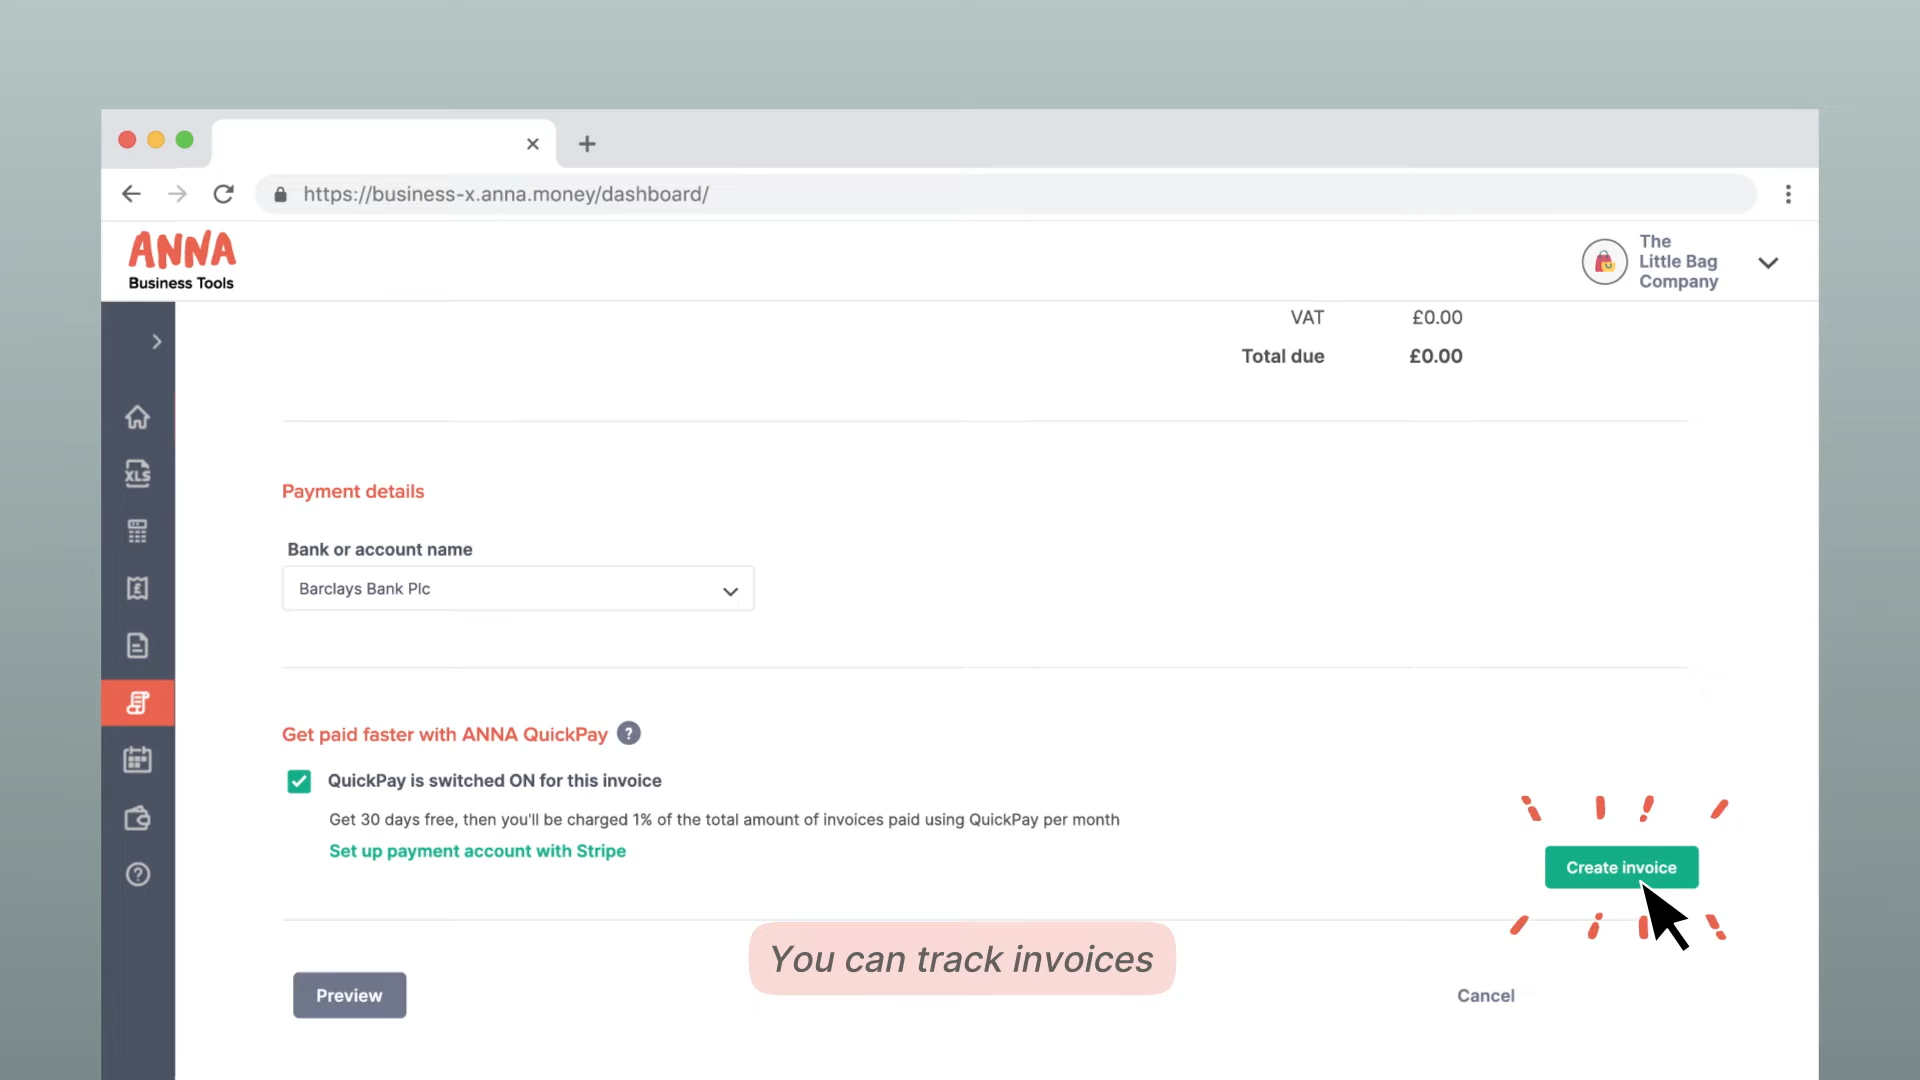 https://business-x.anna.money/dashboard/
ANNA
Business Tools
The
Little Bag
Company
VAT £0.00
Total due £0.00
XLS
Payment details
Bank or account name
Barclays Bank Plc
£
Get paid faster with ANNA QuickPay ?
QuickPay is switched ON for this invoice
Get 30 days free, then you'll be charged 1% of the total amount of invoices paid using QuickPay per month
Set up payment account with Stripe
Create invoice
?
You can track invoices
Preview
Cancel